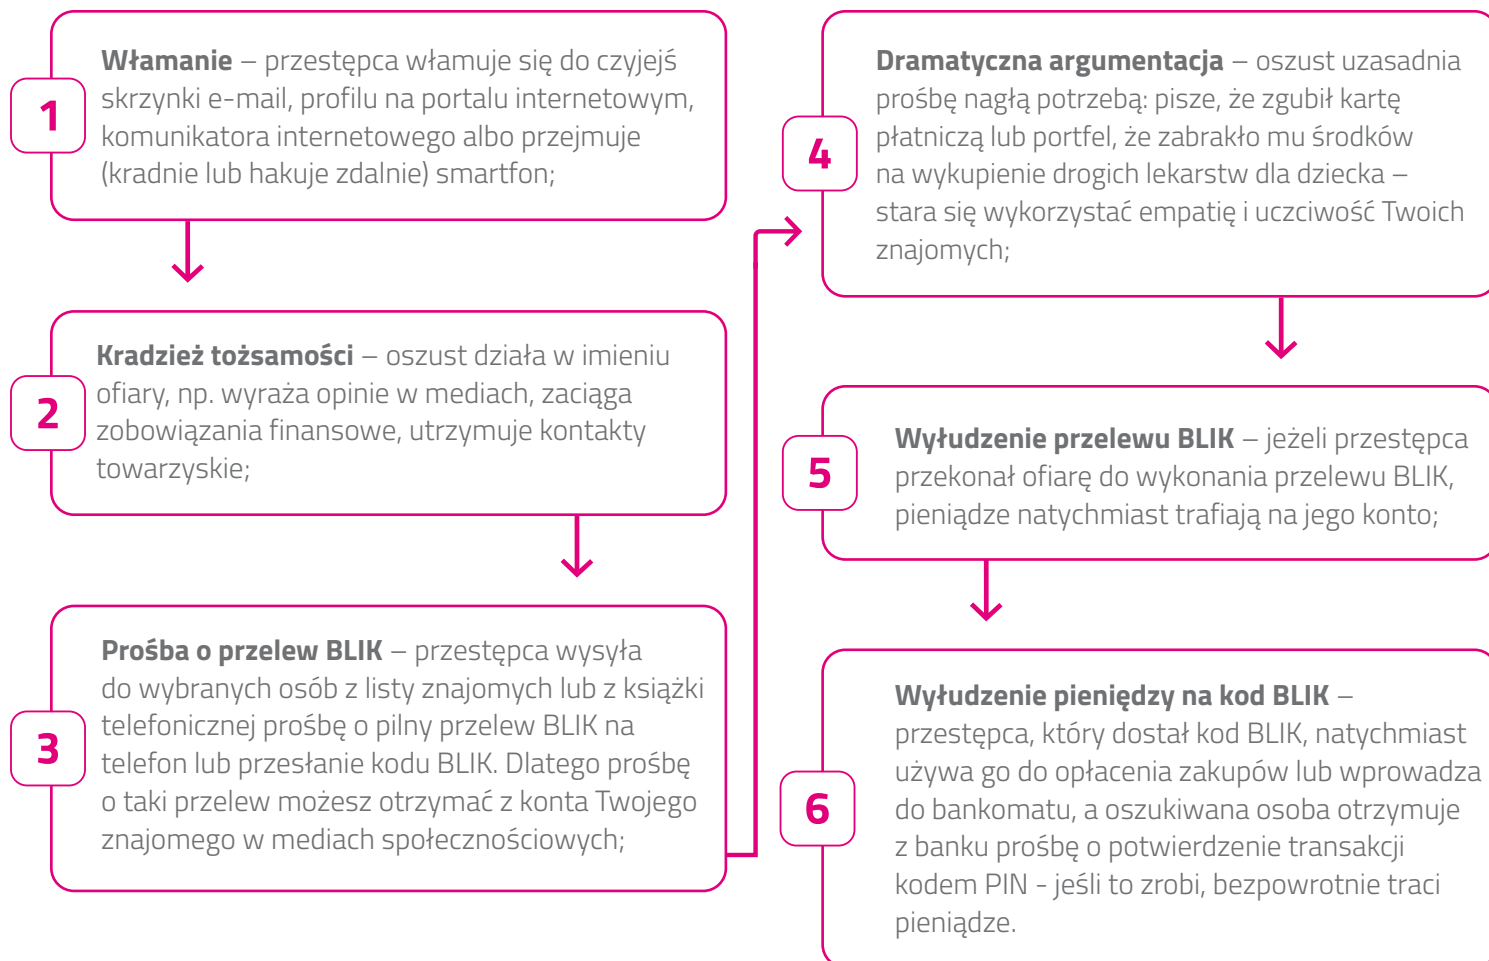 1
Włamanie – przestępca włamuje się do czyjejś
skrzynki e-mail, profilu na portalu internetowym,
komunikatora internetowego albo przejmuje
(kradnie lub hakuje zdalnie) smartfon;
2
Kradzież tożsamości – oszust działa w imieniu
ofiary, np. wyraża opinie w mediach, zaciąga
zobowiązania finansowe, utrzymuje kontakty
towarzyskie;
3
Prośba o przelew BLIK – przestępca wysyła
do wybranych osób z listy znajomych lub z książki
telefonicznej prośbę o pilny przelew BLIK na
telefon lub przesłanie kodu BLIK. Dlatego prośbę
o taki przelew możesz otrzymać z konta Twojego
znajomego w mediach społecznościowych;
4
Dramatyczna argumentacja – oszust uzasadnia
prośbę nagłą potrzebą: pisze, że zgubił kartę
płatniczą lub portfel, że zabrakło mu środków
na wykupienie drogich lekarstw dla dziecka –
stara się wykorzystać empatię i uczciwość Twoich
znajomych;
5
Wyłudzenie przelewu BLIK – jeżeli przestępca
przekonał ofiarę do wykonania przelewu BLIK,
pieniądze natychmiast trafiają na jego konto;
6
Wyłudzenie pieniędzy na kod BLIK –
przestępca, który dostał kod BLIK, natychmiast
używa go do opłacenia zakupów lub wprowadza
do bankomatu, a oszukiwana osoba otrzymuje
z banku prośbę o potwierdzenie transakcji
kodem PIN - jeśli to zrobi, bezpowrotnie traci
pieniądze.